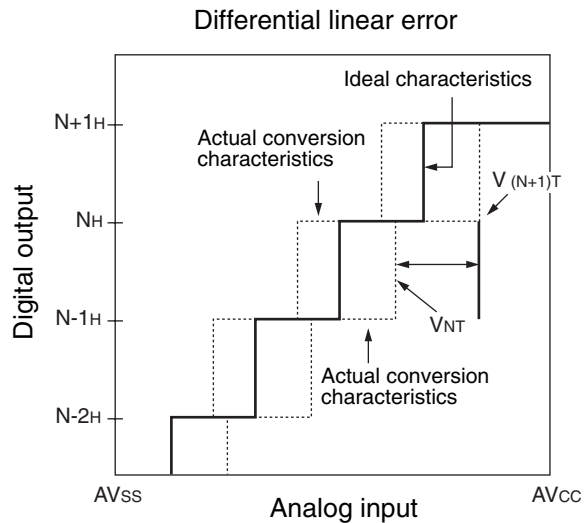 Differential linear error
Ideal characteristics
N+1H
Actual conversion
characteristics
V (N+1)T
NH
Digital output
N-1H
VNT
Actual conversion
characteristics
N-2H
AVSS
AVCC
Analog input